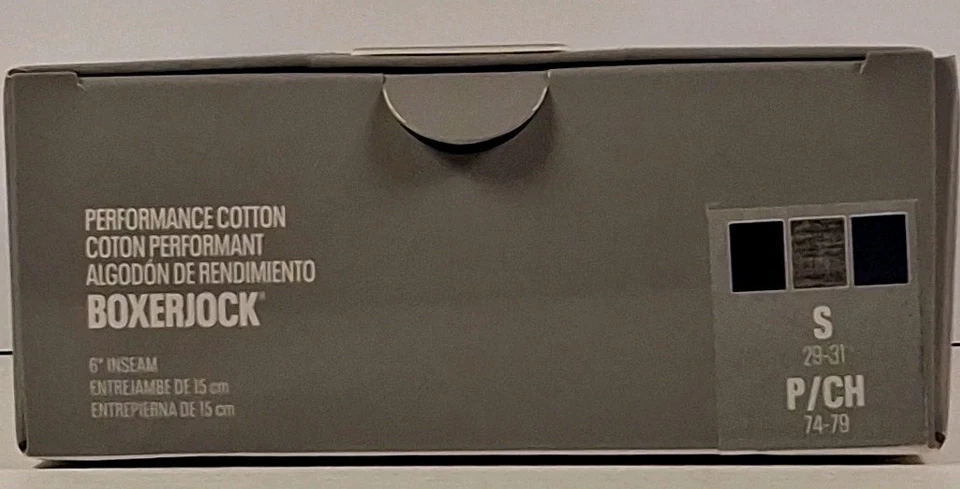 PERFORMANCE COTTON
COTON PERFORMANT
ALGODÓN DE RENDIMIENTO
BOXERJOCK®
6" INSEAM
ENTREJAMBE DE 15 cm
ENTREPIERNA DE 15 cm
S
29-31
P/CH
74-79